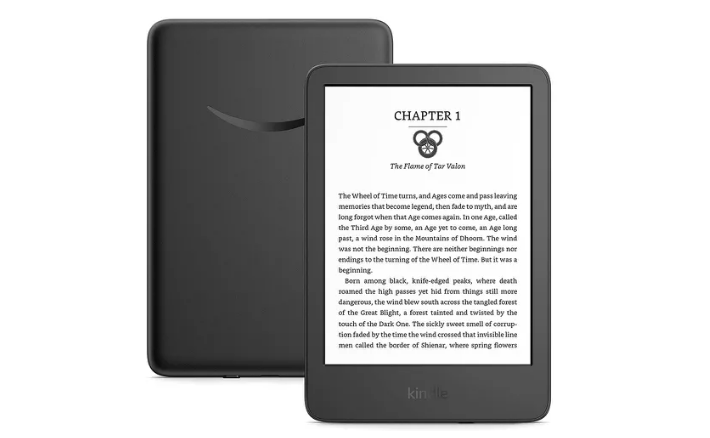 CHAPTER 1
The Flame of Tar Valon
The Wheel of Time turns, and Ages come and pass leaving
memories that become legend, then fade to myth, and are
long forgot when that Age comes again. In one Age, called
the Third Age by some, an Age yet to come, an Age long
past, a wind rose in the Mountains of Dhoom. The wind
was not the beginning. There are neither beginnings nor
endings to the turning of the Wheel of Time. But it was a
beginning.
Born among black, knife-edged peaks, where death
roamed the high passes yet hid from things still more
dangerous, the wind blew south across the tangled forest
of the Great Blight, a forest tainted and twisted by the
touch of the Dark One. The sickly sweet smell of corrup-
tion faded by the time the wind crossed that invisible line
men called the border of Shienar, where spring flowers
kindle